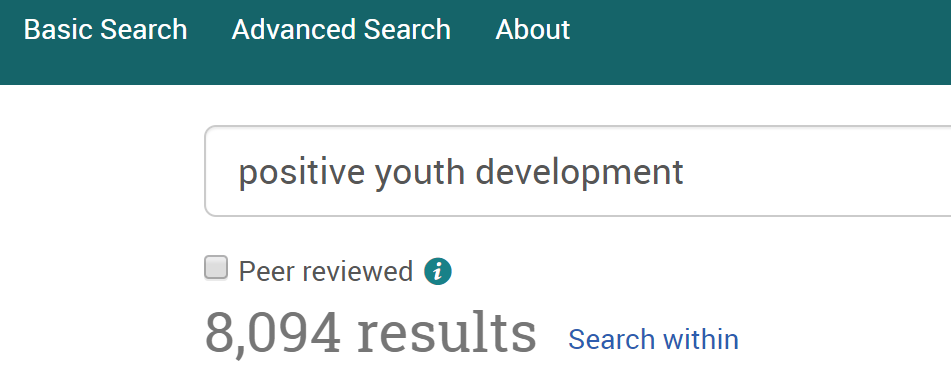 Basic Search Advanced Search About
positive youth development
Peer reviewed i
8,094 results Search within